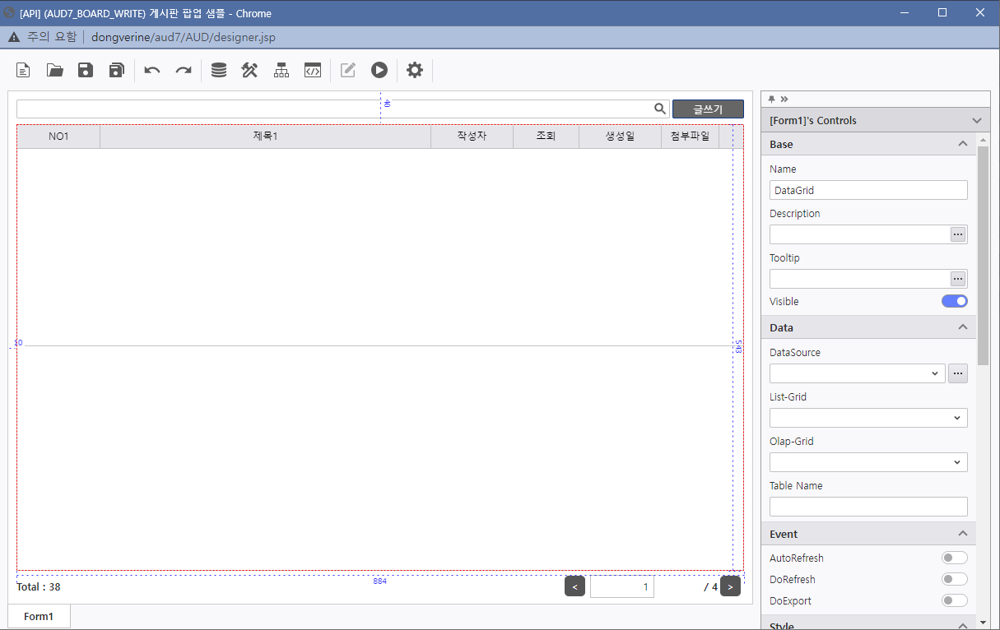 [API] (AUD7_BOARD_WRITE) 게시판 팝업 샘플 - Chrome
주의 요함 | dongverine/aud7/AUD/designer.jsp
40
글쓰기
NO1 제목1 작성자 조회 생성일 첨부파일
10
543
884
Total : 38 < 1 / 4 >
Form1
[Form1]'s Controls
Base
Name
DataGrid
Description
...
Tooltip
...
Visible
Data
DataSource
...
List-Grid
Olap-Grid
Table Name
Event
AutoRefresh
DoRefresh
DoExport
Style